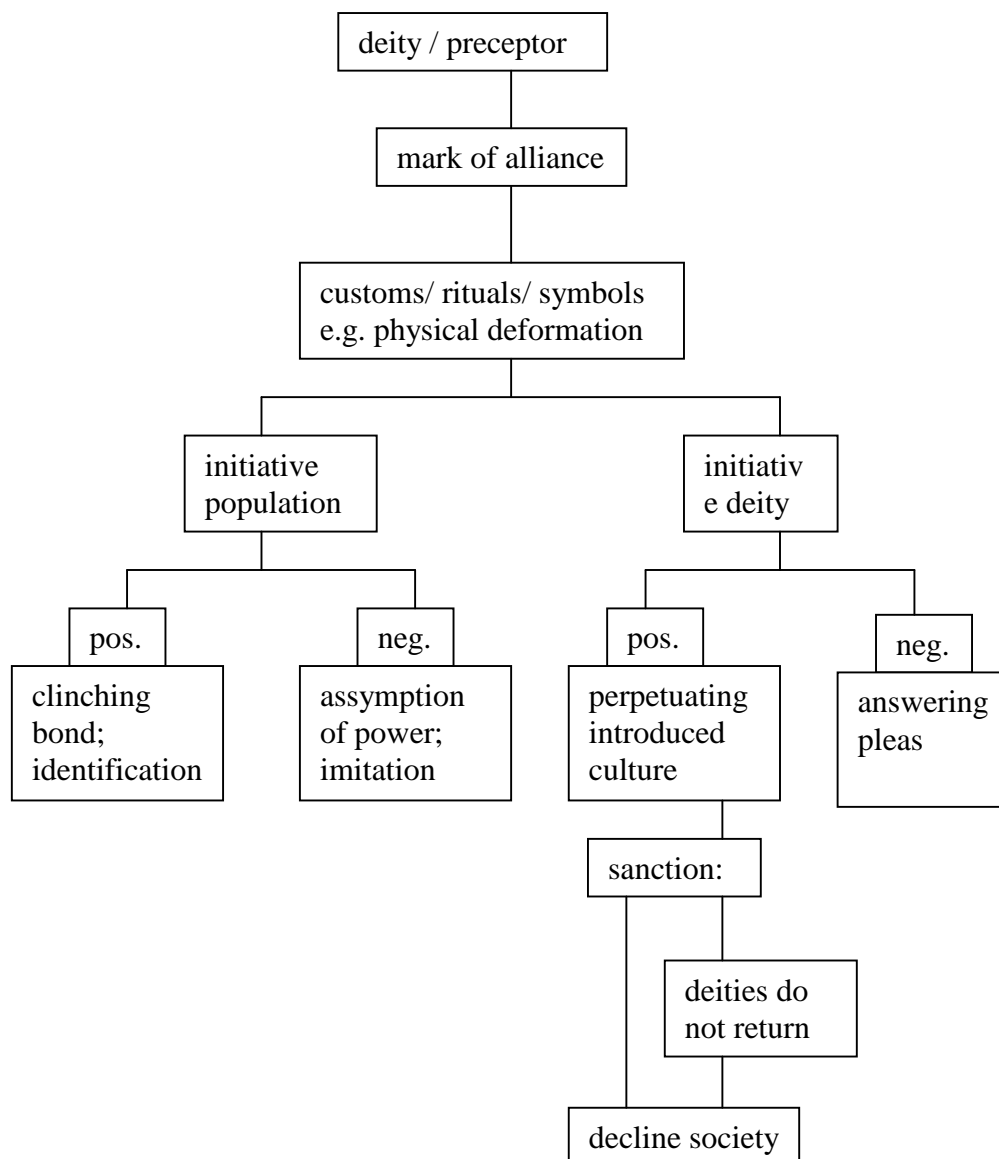 deity / preceptor
mark of alliance
customs/ rituals/ symbols
e.g. physical deformation
initiative
population
initiativ
e deity
pos.
neg.
pos.
neg.
clinching
bond;
identification
assymption
of power;
imitation
perpetuating
introduced
culture
answering
pleas
sanction:
deities do
not return
decline society